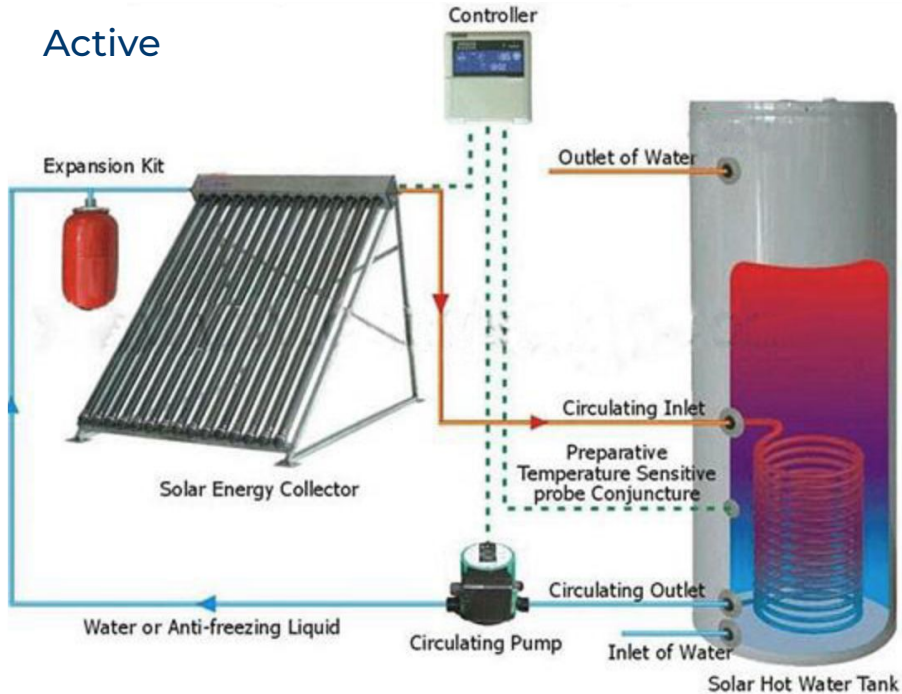 Active
Controller
Expansion Kit
Outlet of Water
Circulating Inlet
Preparative
Temperature Sensitive
probe Conjuncture
Solar Energy Collector
Circulating Outlet
Water or Anti-freezing Liquid
Circulating Pump
Inlet of Water
Solar Hot Water Tank